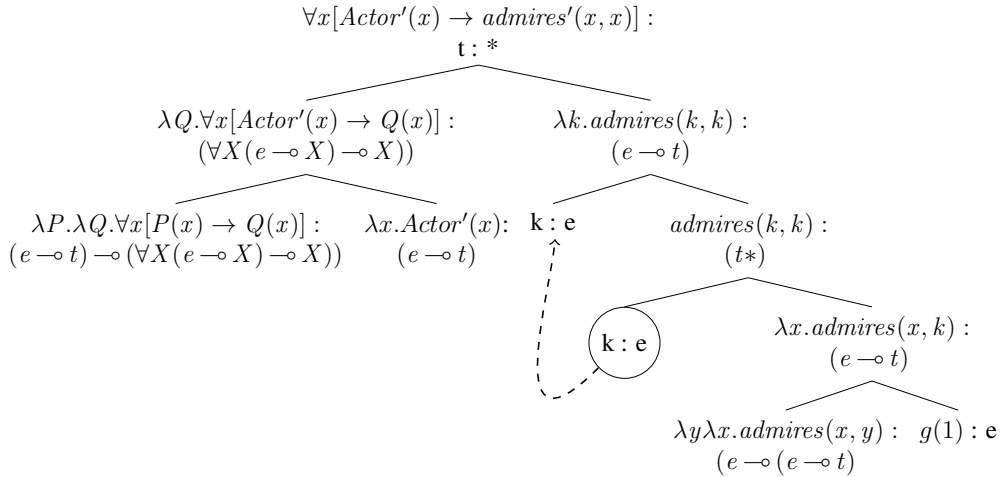 ∀x[Actor′(x) → admires′(x, x)] :
t : *
λQ.∀x[Actor′(x) → Q(x)] :
(∀X(e ⊸ X) ⊸ X))
λk.admires(k, k) :
(e ⊸ t)
λP.λQ.∀x[P(x) → Q(x)] :
(e ⊸ t) ⊸ (∀X(e ⊸ X) ⊸ X))
λx.Actor′(x):
(e ⊸ t)
k : e
admires(k, k) :
(t*)
k : e
λx.admires(x, k) :
(e ⊸ t)
λyλx.admires(x, y) :
(e ⊸ (e ⊸ t)
g(1) : e